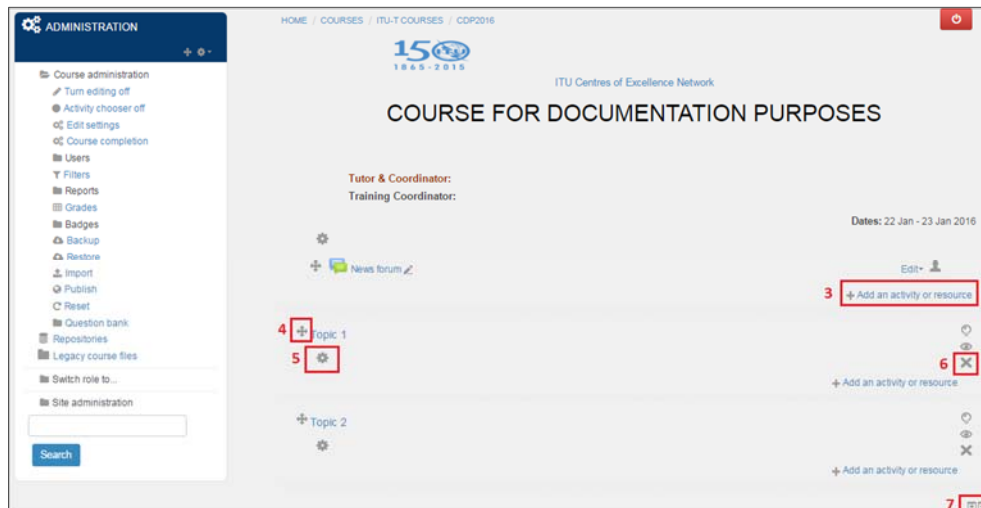 ADMINISTRATION
Course administration
Turn editing off
Activity chooser off
Edit settings
Course completion
Users
Filters
Reports
Grades
Badges
Backup
Restore
Import
Publish
Reset
Question bank
Repositories
Legacy course files
Switch role to...
Site administration
Search
HOME / COURSES / ITU-T COURSES / CDP2016
150
1865-2015
ITU Centres of Excellence Network
COURSE FOR DOCUMENTATION PURPOSES
Tutor & Coordinator:
Training Coordinator:
Dates: 22 Jan - 23 Jan 2016
News forum
Edit
3 Add an activity or resource
4 Topic 1
5
6
Add an activity or resource
Topic 2
Add an activity or resource
7